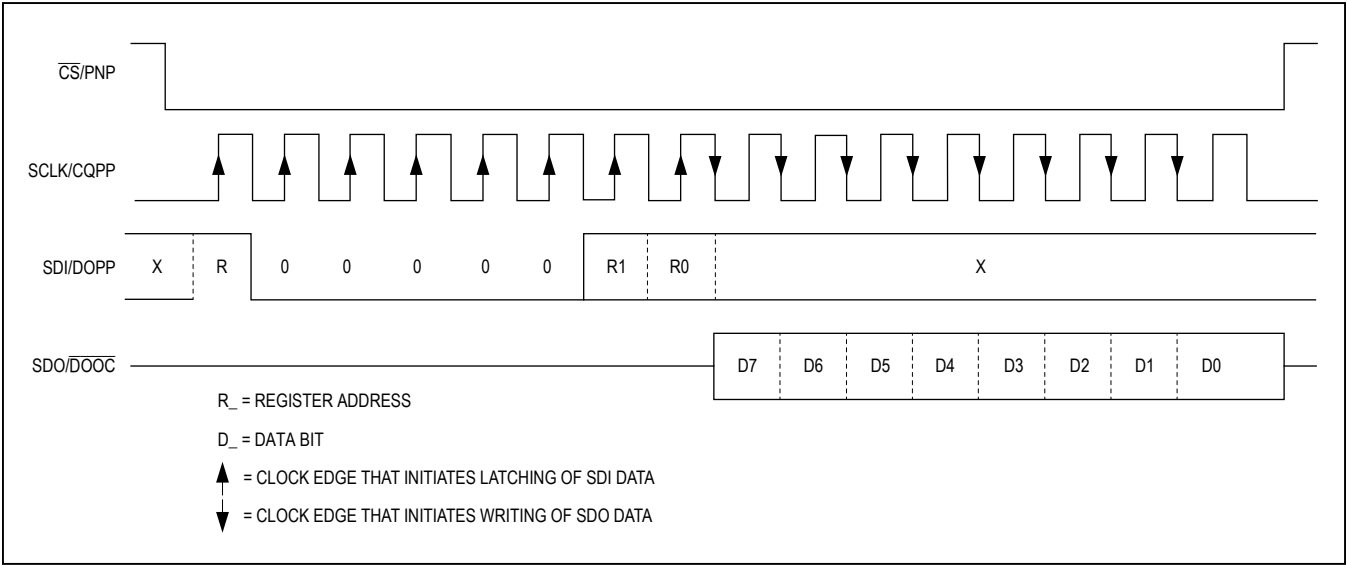 CS/PNP
SCLK/CQPP
SDI/DOPP X R 0 0 0 0 0 R1 R0 X
SDO/DOOC D7 D6 D5 D4 D3 D2 D1 D0
R_ = REGISTER ADDRESS
D_ = DATA BIT
= CLOCK EDGE THAT INITIATES LATCHING OF SDI DATA
= CLOCK EDGE THAT INITIATES WRITING OF SDO DATA